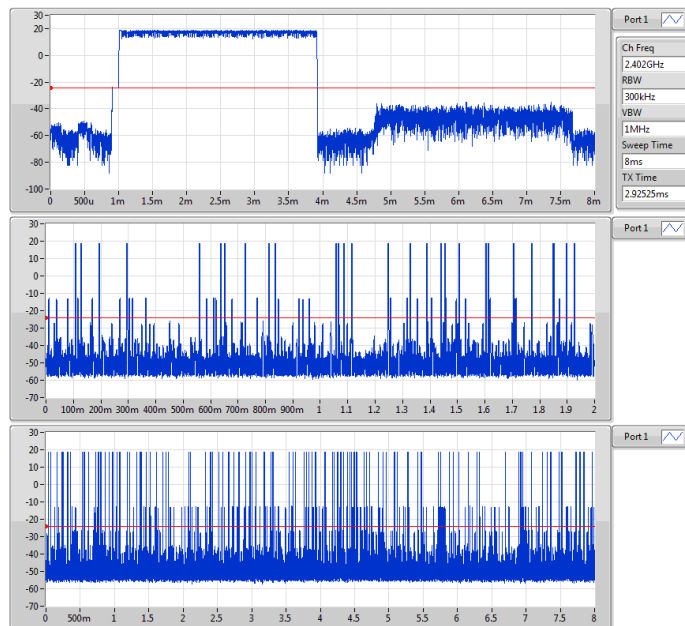 30-
20-
0-
-20-
-40-
-60-
-80-
-100-
0 500u 1m 1.5m 2m 2.5m 3m 3.5m 4m 4.5m 5m 5.5m 6m 6.5m 7m 7.5m 8m
Port 1
Ch Freq
2.402GHz
RBW
300kHz
VBW
1MHz
Sweep Time
8ms
TX Time
2.92525ms
30-
20-
10-
0-
-10-
-20-
-30-
-40-
-50-
-60-
-70-
0 100m 200m 300m 400m 500m 600m 700m 800m 900m 1 1.1 1.2 1.3 1.4 1.5 1.6 1.7 1.8 1.9 2
Port 1
30-
20-
10-
0-
-10-
-20-
-30-
-40-
-50-
-60-
-70-
0 500m 1 1.5 2 2.5 3 3.5 4 4.5 5 5.5 6 6.5 7 7.5 8
Port 1